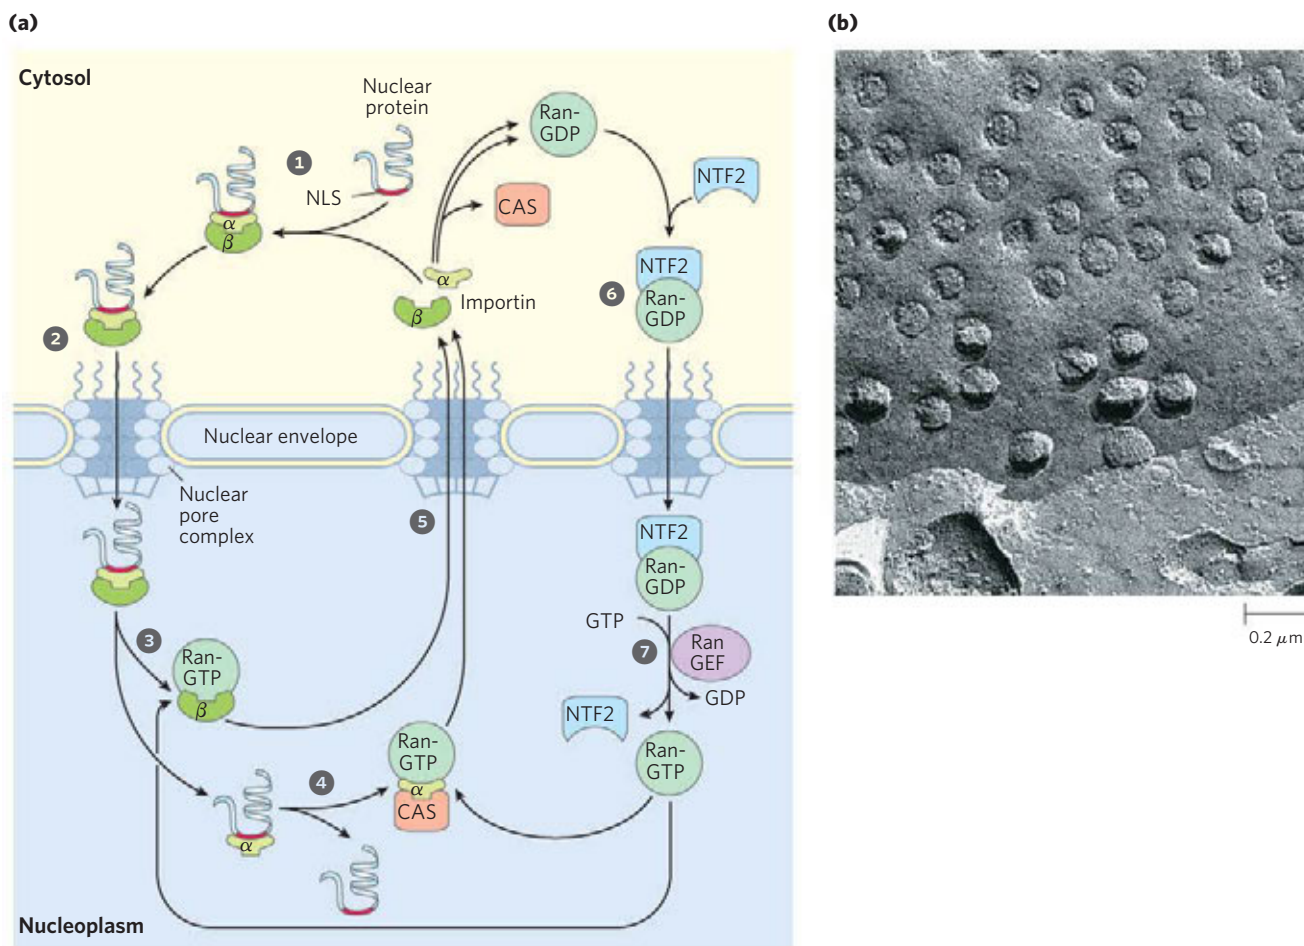 (a)
(b)
Cytosol
Nuclear
protein
Ran-
GDP
1
NLS
CAS
NTF2
α
β
α
β
Importin
NTF2
Ran-
GDP
6
2
Nuclear envelope
Nuclear
pore
complex
5
NTF2
Ran-
GDP
GTP
3
Ran-
GTP
β
7
Ran
GEF
GDP
NTF2
Ran-
GTP
α
CAS
Ran-
GTP
4
α
Nucleoplasm
0.2 μm